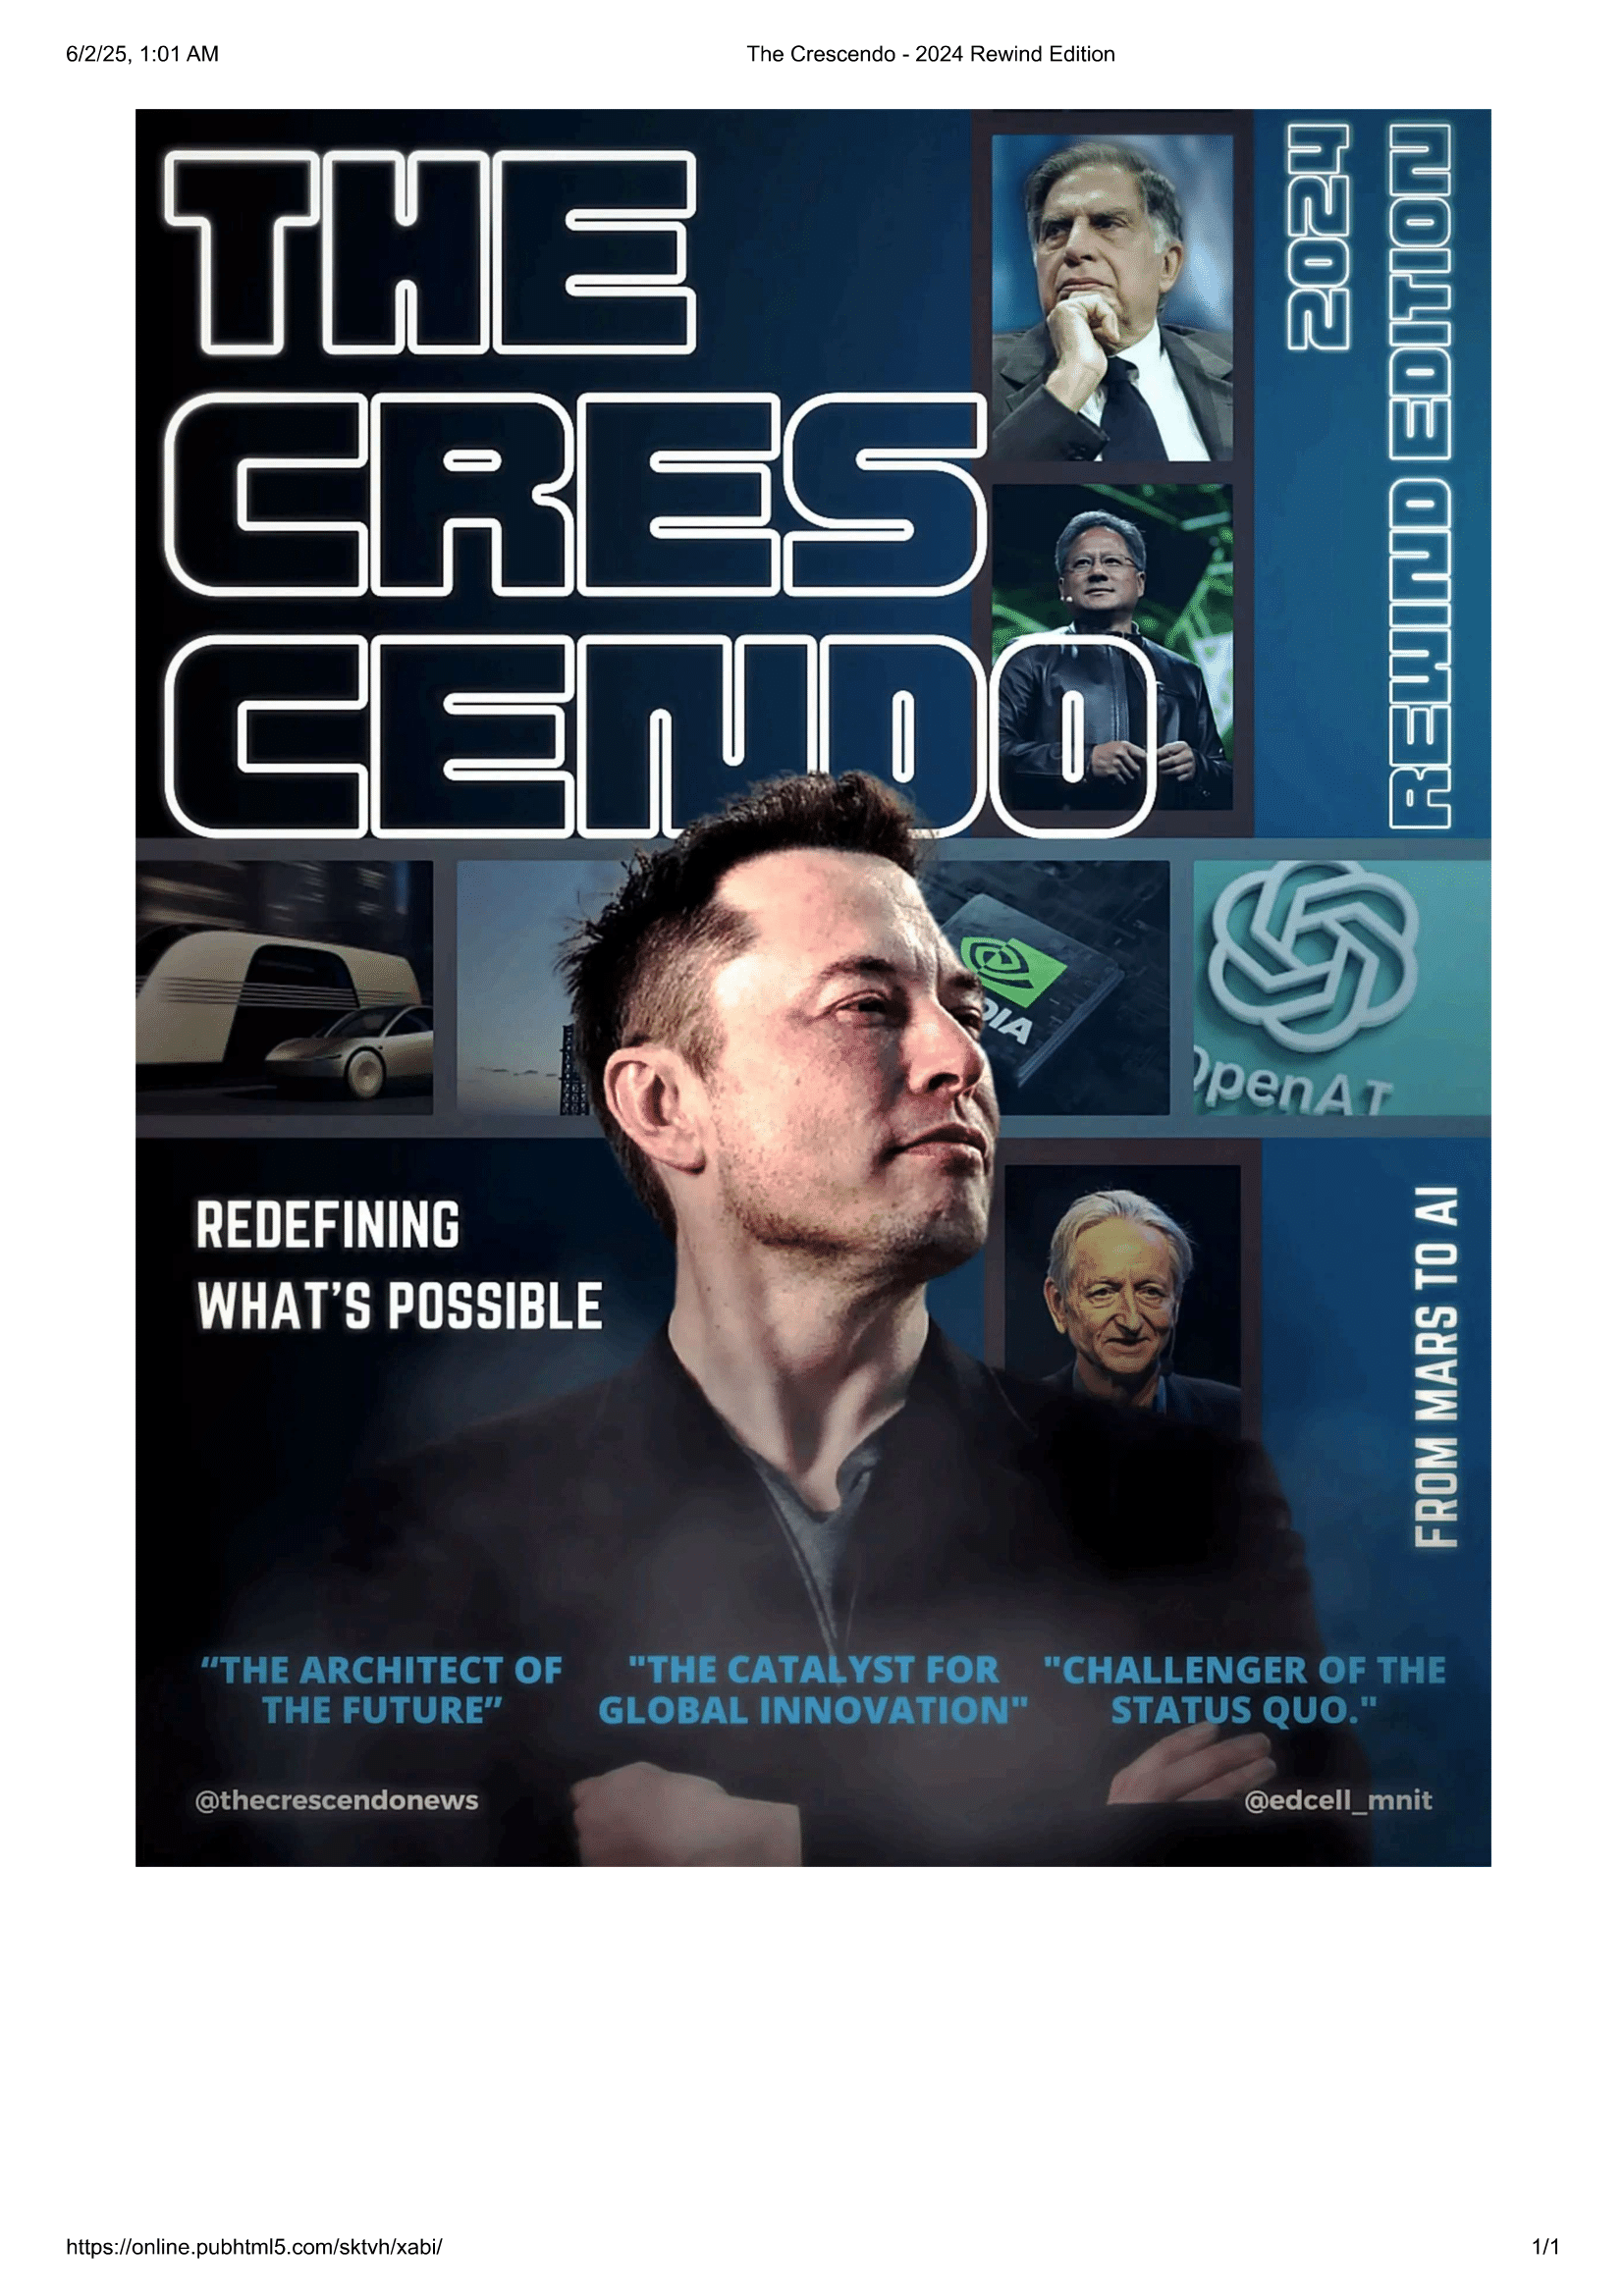 6/2/25, 1:01 AM
The Crescendo - 2024 Rewind Edition
THE
CRES
CENDO
2024
REWIND EDITION
DIA
OpenAI
REDEFINING
WHAT'S POSSIBLE
FROM MARS TO AI
“THE ARCHITECT OF
THE FUTURE”
"THE CATALYST FOR
GLOBAL INNOVATION"
"CHALLENGER OF THE
STATUS QUO."
@thecrescendonews
@edcell_mnit
https://online.pubhtml5.com/sktvh/xabi/
1/1